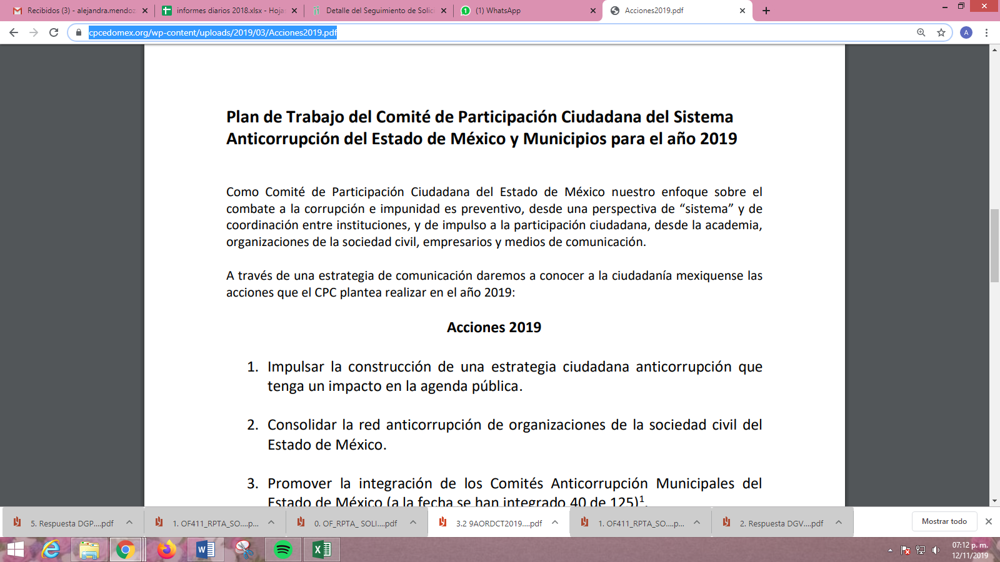 Recibidos (3) - alejandra.mendoz
informes diarios 2018.xlsx - Hoja
Detalle del Seguimiento de Solici
(1) WhatsApp
Acciones2019.pdf
cpcedomex.org/wp-content/uploads/2019/03/Acciones2019.pdf
A
Plan de Trabajo del Comité de Participación Ciudadana del Sistema
Anticorrupción del Estado de México y Municipios para el año 2019
Como Comité de Participación Ciudadana del Estado de México nuestro enfoque sobre el
combate a la corrupción e impunidad es preventivo, desde una perspectiva de “sistema” y de
coordinación entre instituciones, y de impulso a la participación ciudadana, desde la academia,
organizaciones de la sociedad civil, empresarios y medios de comunicación.
A través de una estrategia de comunicación daremos a conocer a la ciudadanía mexiquense las
acciones que el CPC plantea realizar en el año 2019:
Acciones 2019
1. Impulsar la construcción de una estrategia ciudadana anticorrupción que
tenga un impacto en la agenda pública.
2. Consolidar la red anticorrupción de organizaciones de la sociedad civil del
Estado de México.
3. Promover la integración de los Comités Anticorrupción Municipales del
Estado de México (a la fecha se han integrado 40 de 125)¹.
5. Respuesta DGP....pdf
1. OF411_RPTA_SO....p...
0. OF_RPTA_ SOLI....pdf
3.2 9AORDCT2019....pdf
1. OF411_RPTA_SO....p...
2. Respuesta DGV....pdf
Mostrar todo
07:12 p. m.
12/11/2019